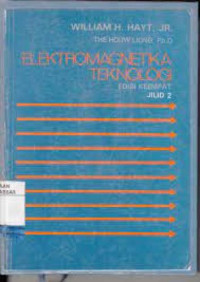 WILLIAM H. HAYT. JR.
THE HOUW LIONG, Ph.D
ELEKTROMAGNETIKA
TEKNOLOGI
EDISI KEEMPAT
JILID 2